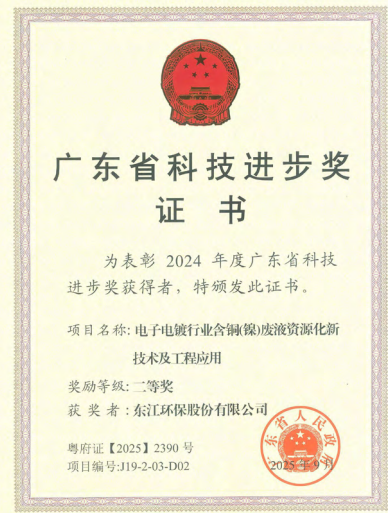 广东省科技进步奖
证 书
为表彰 2024 年度广东省科技
进步奖获得者，特颁发此证书。
项目名称: 电子电镀行业含铜(镍)废液资源化新
技术及工程应用
奖励等级: 二等奖
获 奖 者 : 东江环保股份有限公司
粤府证【2025】2390 号
项目编号:J19-2-03-D02
广东省人民政府
2025 年 9 月